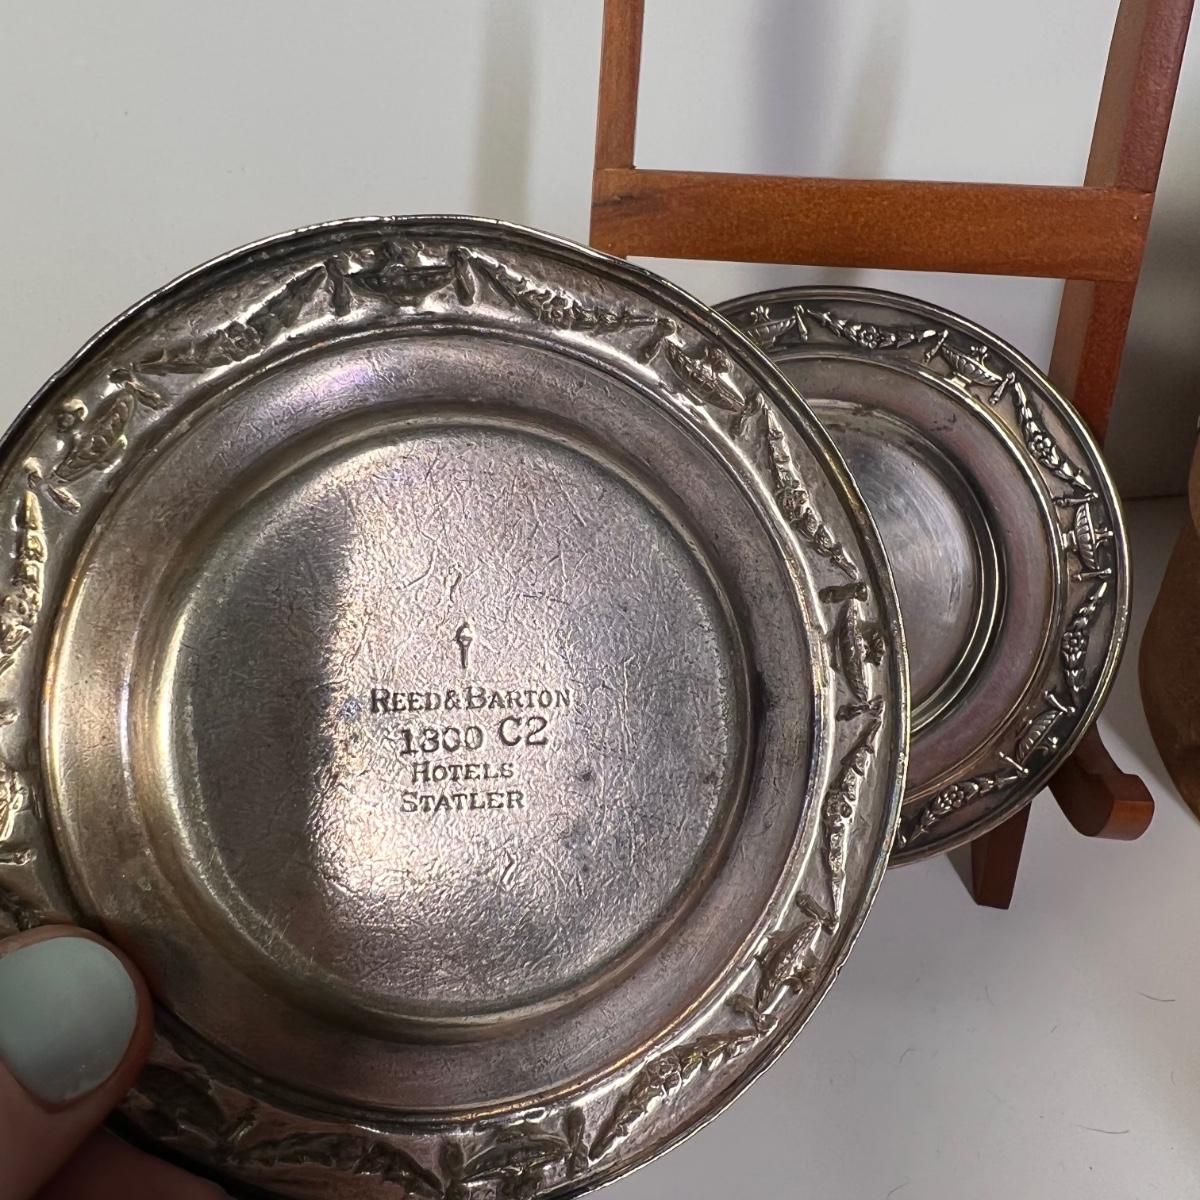 REED & BARTON
1300 C2
HOTELS
STATLER